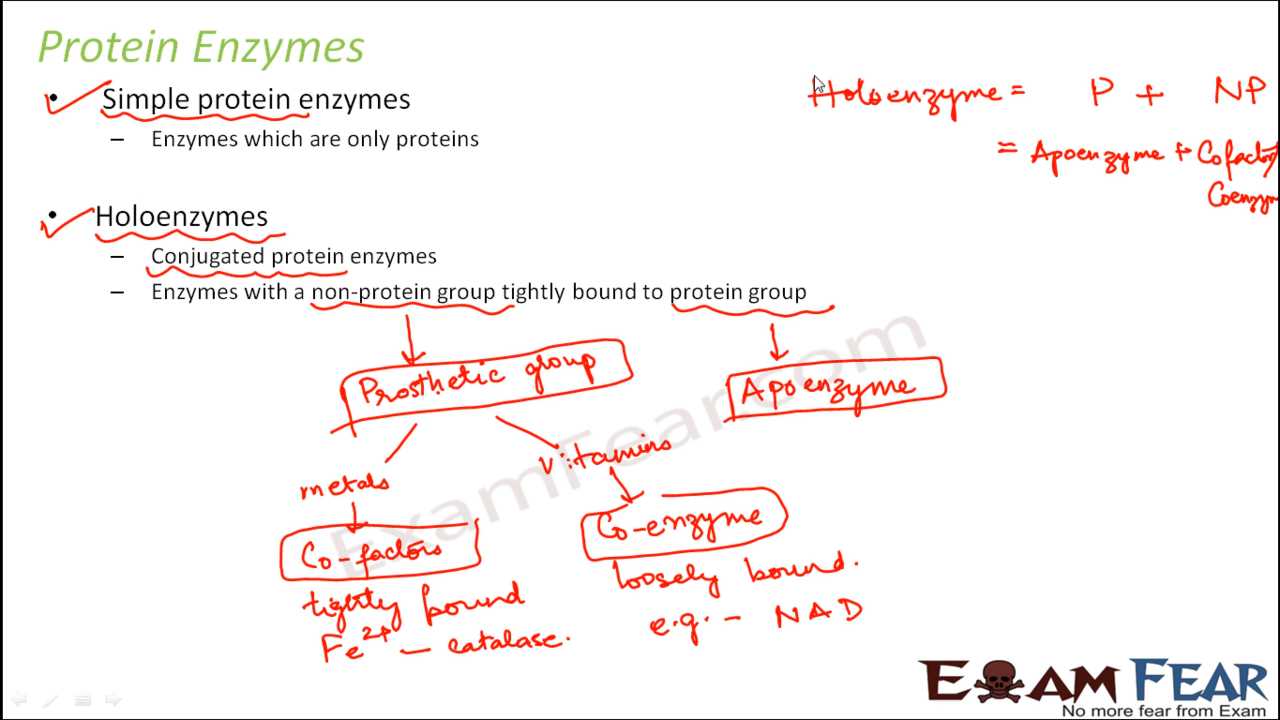 Protein Enzymes
• Simple protein enzymes
– Enzymes which are only proteins
• Holoenzymes
– Conjugated protein enzymes
– Enzymes with a non-protein group tightly bound to protein group
Holoenzyme = P + NP
= Apoenzyme + Cofactor
Coenzym
Prosthetic group
Apoenzyme
metals
vitamins
Co-factors
Co-enzyme
tightly bound
loosely bound.
Fe2+ – catalase.
e.g. – NAD
ExamFear.com
EXAM FEAR
No more fear from Exam